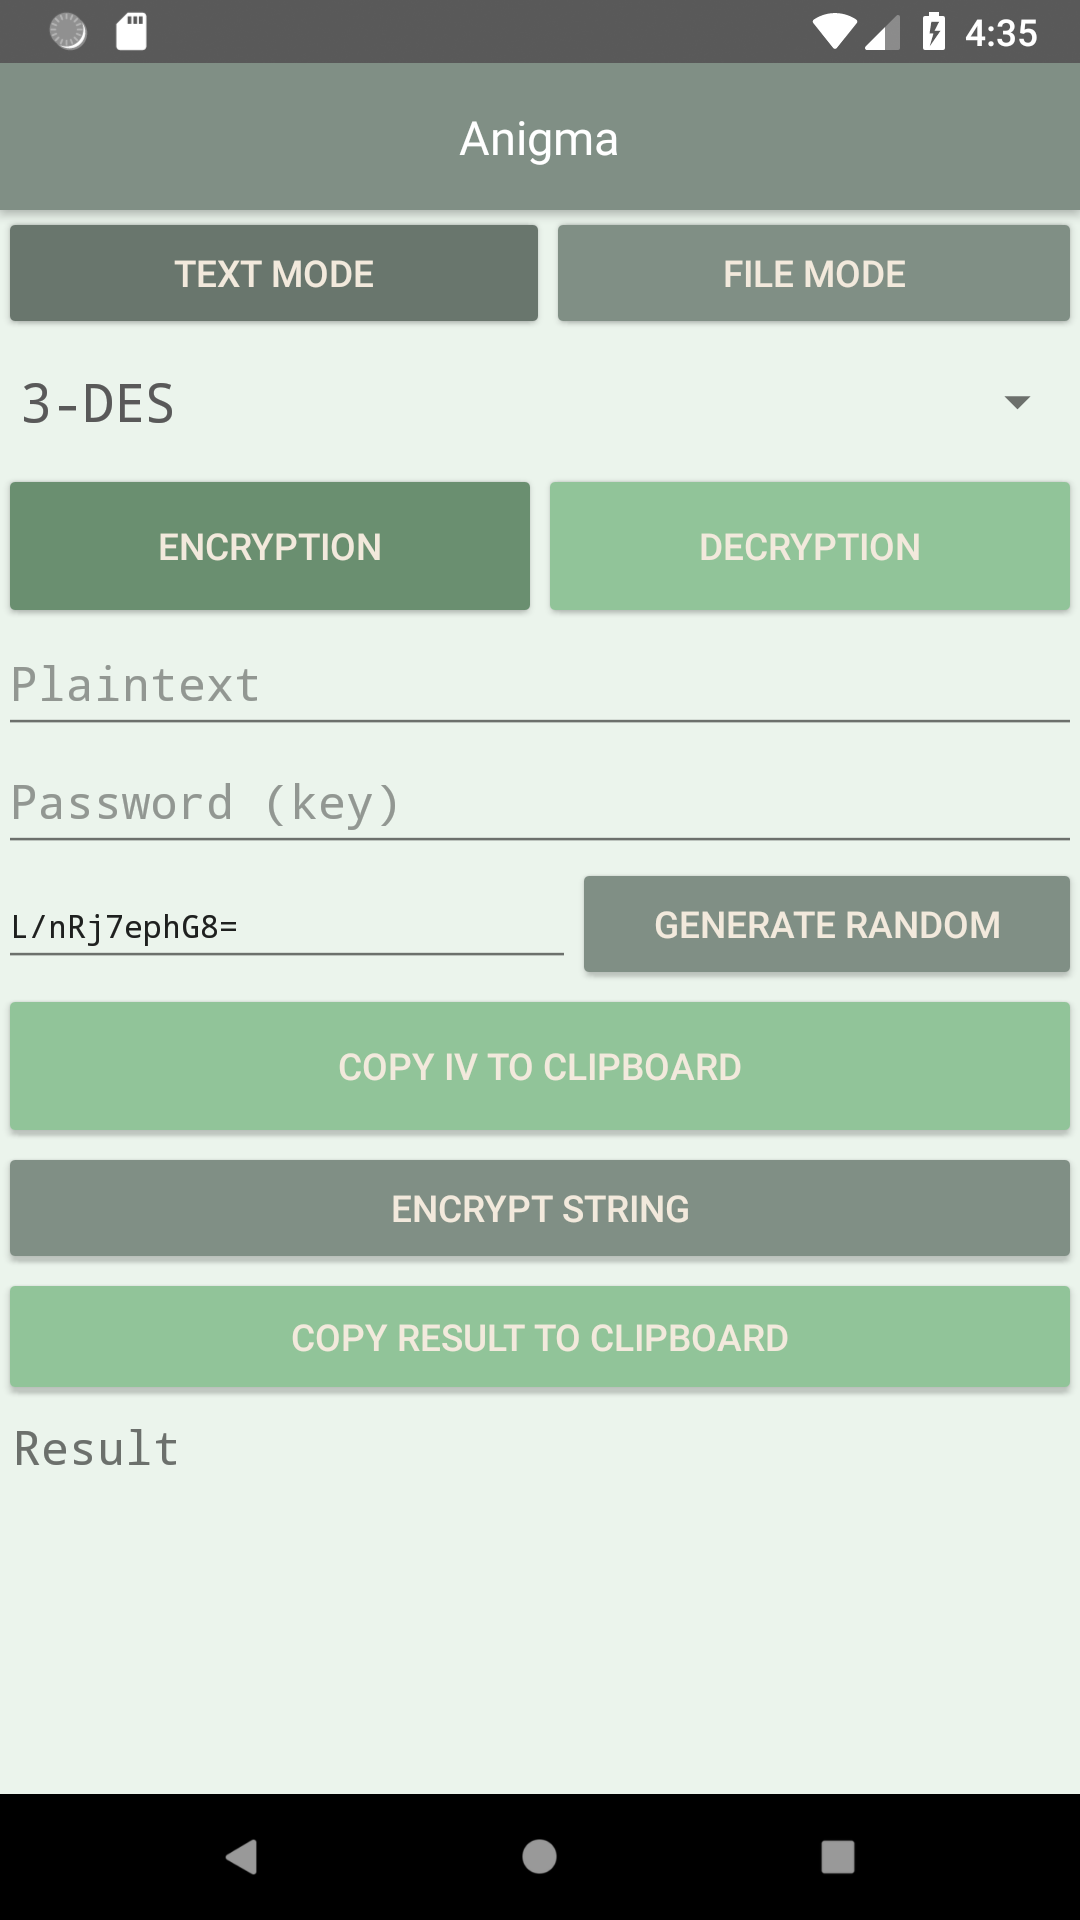 4:35
Anigma
TEXT MODE
FILE MODE
3-DES
ENCRYPTION
DECRYPTION
Plaintext
Password (key)
L/nRj7ephG8=
GENERATE RANDOM
COPY IV TO CLIPBOARD
ENCRYPT STRING
COPY RESULT TO CLIPBOARD
Result